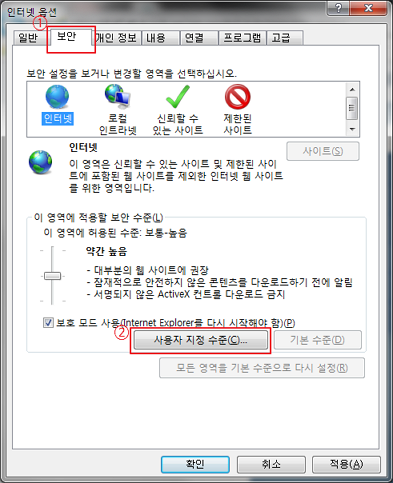 인터넷 옵션
①
일반 보안 개인 정보 내용 연결 프로그램 고급
보안 설정을 보거나 변경할 영역을 선택하십시오.
인터넷 로컬 인트라넷 신뢰할 수 있는 사이트 제한된 사이트
인터넷
사이트(S)
이 영역은 신뢰할 수 있는 사이트 및 제한된 사이
트에 포함된 웹 사이트를 제외한 인터넷 웹 사이트
를 위한 영역입니다.
이 영역에 적용할 보안 수준(L)
이 영역에 허용된 수준: 보통-높음
약간 높음
- 대부분의 웹 사이트에 권장
- 잠재적으로 안전하지 않은 콘텐츠를 다운로드하기 전에 알림
- 서명되지 않은 ActiveX 컨트롤 다운로드 금지
보호 모드 사용(Internet Explorer를 다시 시작해야 함)(P)
②
사용자 지정 수준(C)... 기본 수준(D)
모든 영역을 기본 수준으로 다시 설정(R)
확인 취소 적용(A)